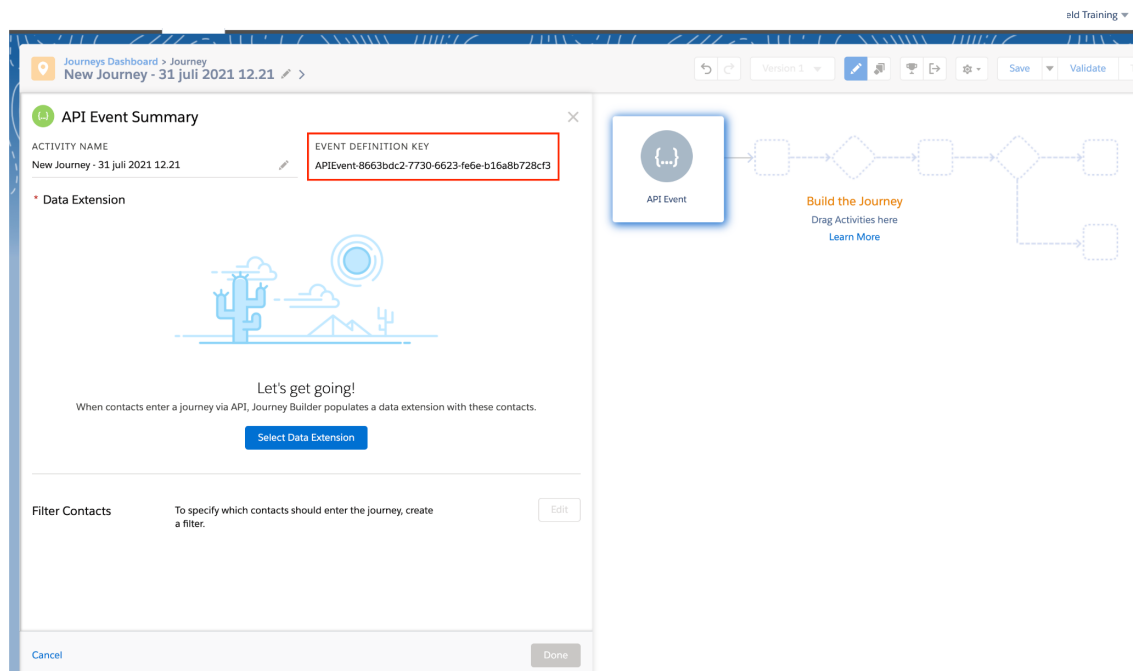 eld Training
Journeys Dashboard > Journey
New Journey - 31 juli 2021 12.21 >
Version 1
Save
Validate
{...} API Event Summary
ACTIVITY NAME
New Journey - 31 juli 2021 12.21
EVENT DEFINITION KEY
APIEvent-8663bdc2-7730-6623-fe6e-b16a8b728cf3
* Data Extension
Let's get going!
When contacts enter a journey via API, Journey Builder populates a data extension with these contacts.
Select Data Extension
Filter Contacts
To specify which contacts should enter the journey, create
a filter.
Edit
Cancel
Done
{...}
API Event
Build the Journey
Drag Activities here
Learn More